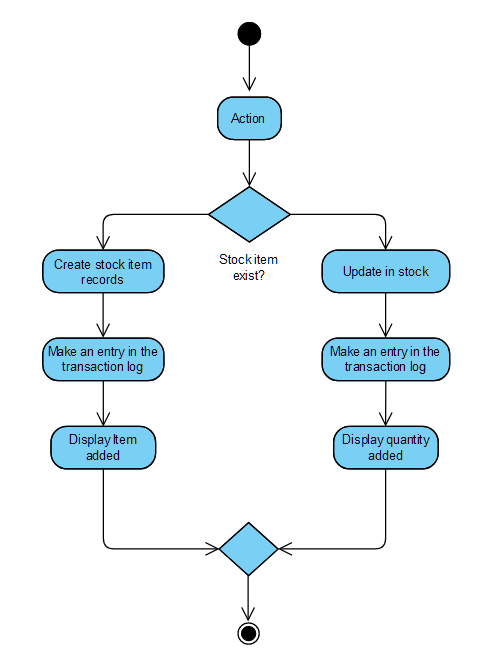 Action
Stock item
exist?
Create stock item
records
Update in stock
Make an entry in the
transaction log
Make an entry in the
transaction log
Display Item
added
Display quantity
added